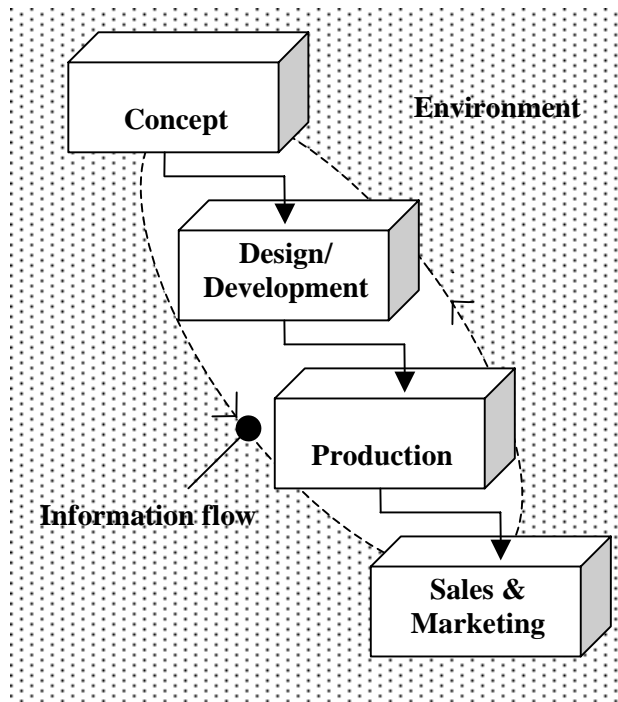 Concept
Environment
Design/
Development
Production
Information flow
Sales &
Marketing